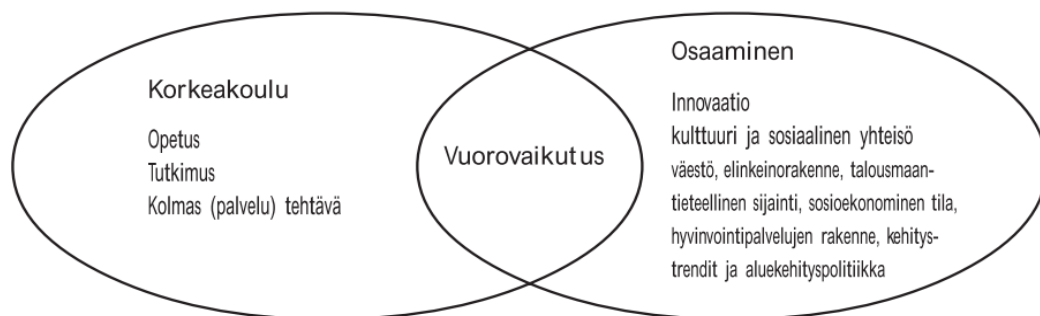 Korkeakoulu
Opetus
Tutkimus
Kolmas (palvelu) tehtävä
Vuorovaikutus
Osaaminen
Innovaatio
kulttuuri ja sosiaalinen yhteisö
väestö, elinkeinorakenne, talousmaan-
tieteellinen sijainti, sosioekonominen tila,
hyvinvointipalvelujen rakenne, kehitys-
trendit ja aluekehityspolitiikka